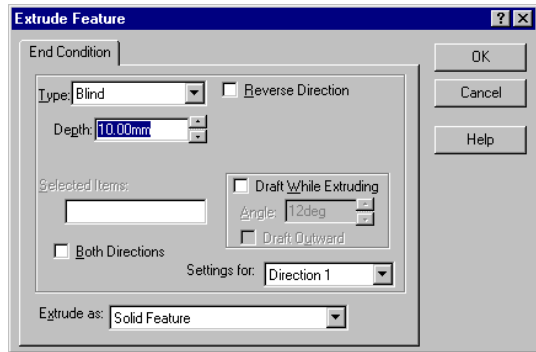 Extrude Feature
End Condition
OK
Type: Blind
Reverse Direction
Cancel
Depth: 10.00mm
Help
Selected Items:
Draft While Extruding
Angle: 12deg
Draft Outward
Both Directions
Settings for: Direction 1
Extrude as: Solid Feature